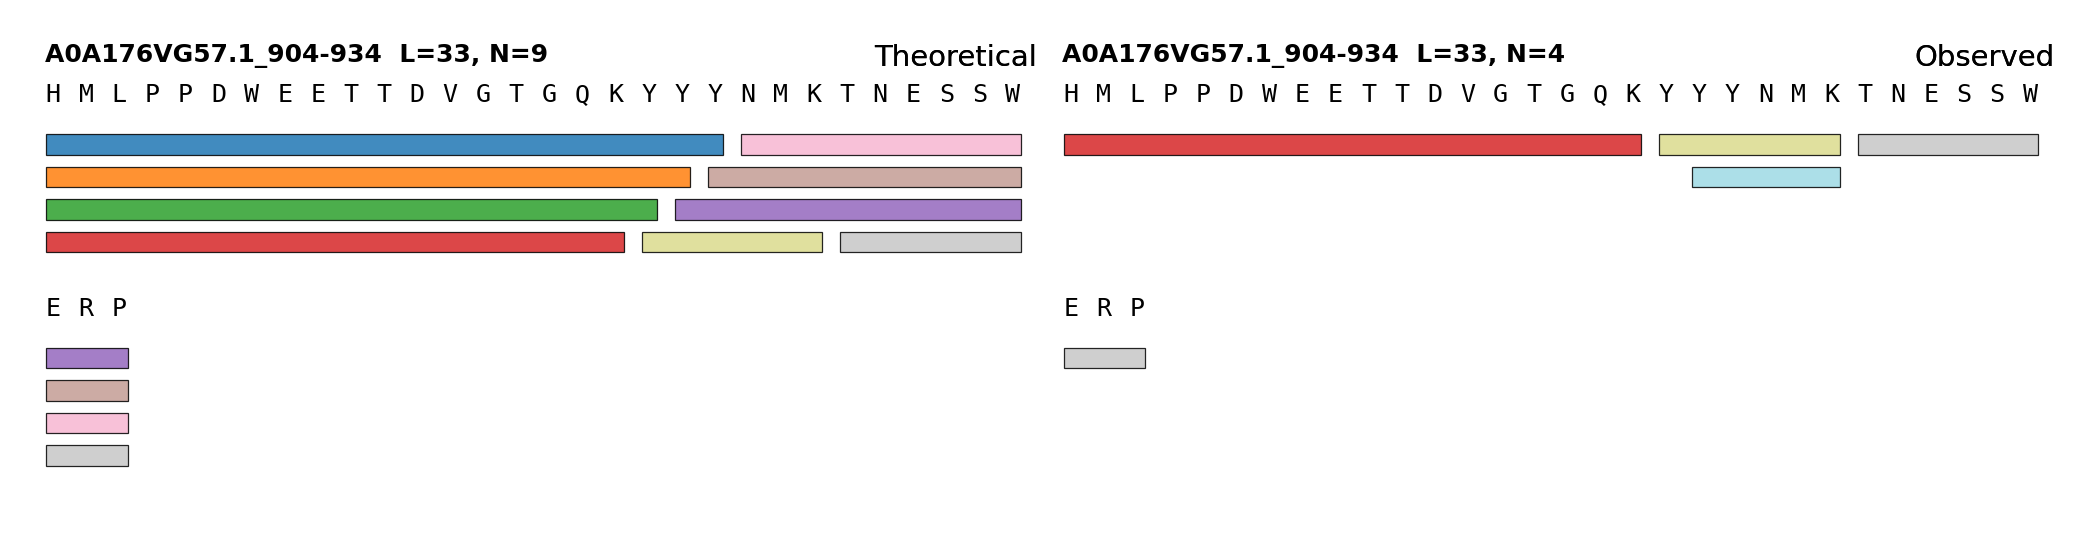 A0A176VG57.1_904-934 L=33, N=9 Theoretical
H M L P P D W E E T T D V G T G Q K Y Y Y N M K T N E S S W
E R P
A0A176VG57.1_904-934 L=33, N=4 Observed
H M L P P D W E E T T D V G T G Q K Y Y Y N M K T N E S S W
E R P